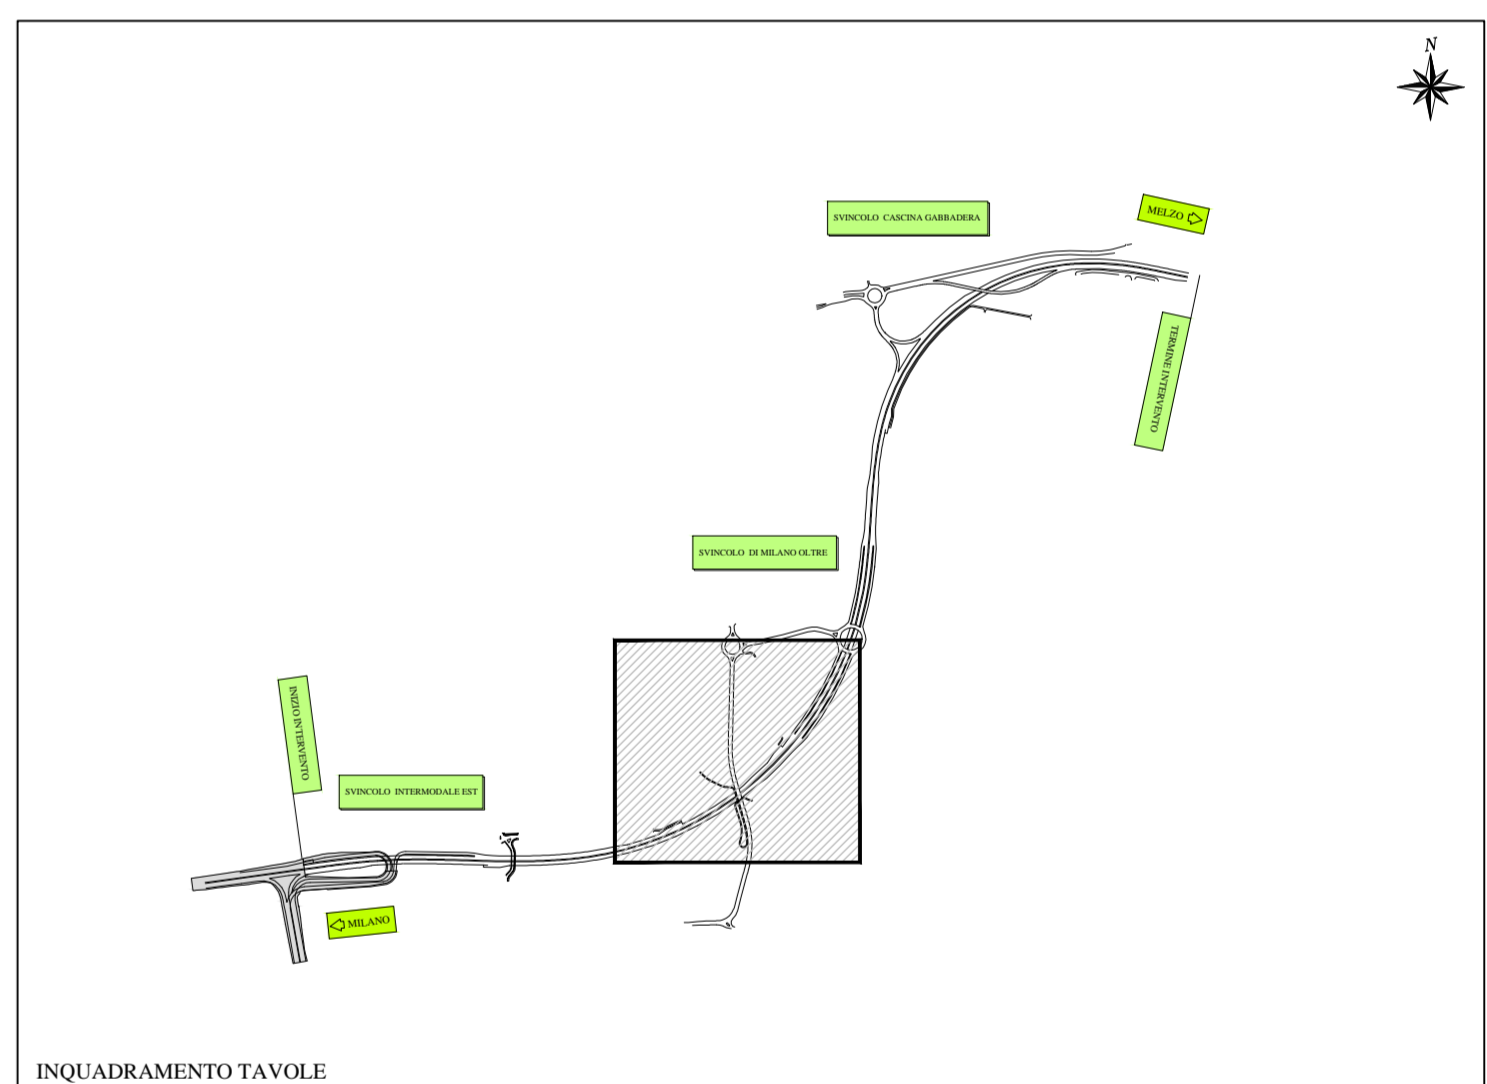 N
MELZO
SVINCOLO CASCINA GABBADERA
TERMINE INTERVENTO
SVINCOLO DI MILANO OLTRE
INIZIO INTERVENTO
SVINCOLO INTERMODALE EST
MILANO
INQUADRAMENTO TAVOLE